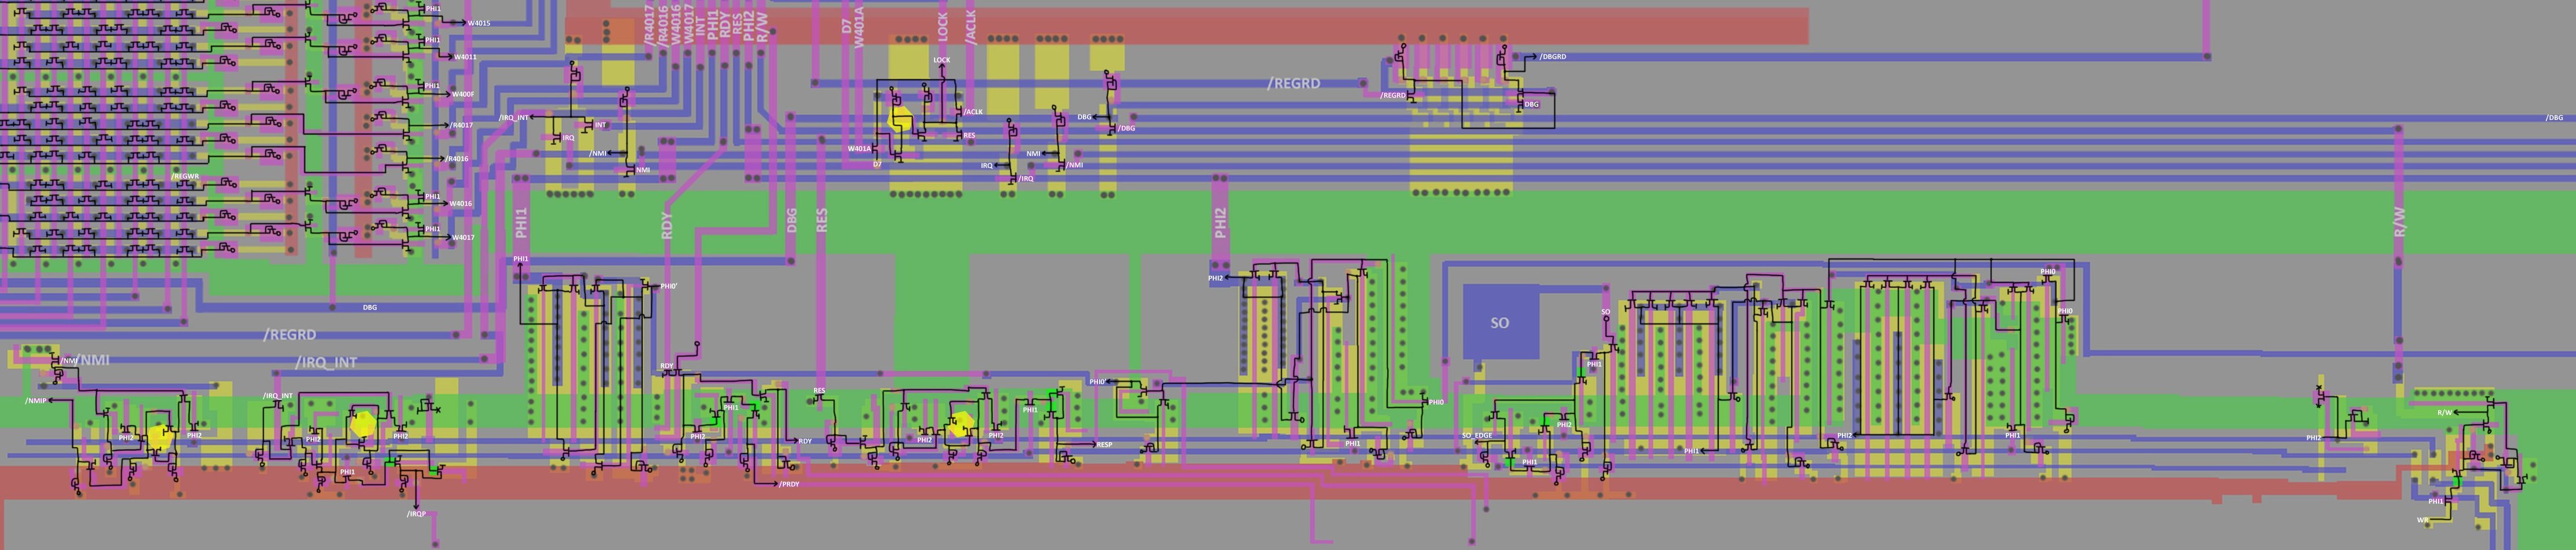 PHI1
W4015
/R4017
/R4016
W4016
W4017
INT
PHI1
RDY
RES
PHI2
R/W
D7
W401A
LOCK
/ACLK
PHI1
W4011
/DBGRD
LOCK
/REGRD
PHI1
W400F
/REGRD
DBG
/IRQ_INT
INT
IRQ
/ACLK
DBG
/DBG
/DBG
/R4017
RES
W401A
D7
/NMI
NMI
IRQ
/IRQ
NMI
/NMI
/R4016
/REGWR
PHI1
W4016
PHI1
W4017
PHI1
RDY
DBG
RES
PHI2
R/W
PHI1
PHI0'
PHI2
PHI0
PHI0
DBG
SO
SO
/REGRD
/NMI
/NMI
/IRQ_INT
PHI1
RDY
/NMIP
/IRQ_INT
PHI2
PHI2
PHI2
PHI2
PHI1
/IRQP
/PHI1
PHI2
RDY
/PRDY
RES
PHI2
PHI2
PHI1
RESP
PHI0
PHI1
PHI0
SO_EDGE
PHI1
PHI2
PHI1
PHI2
PHI1
PHI2
R/W
PHI1
WR